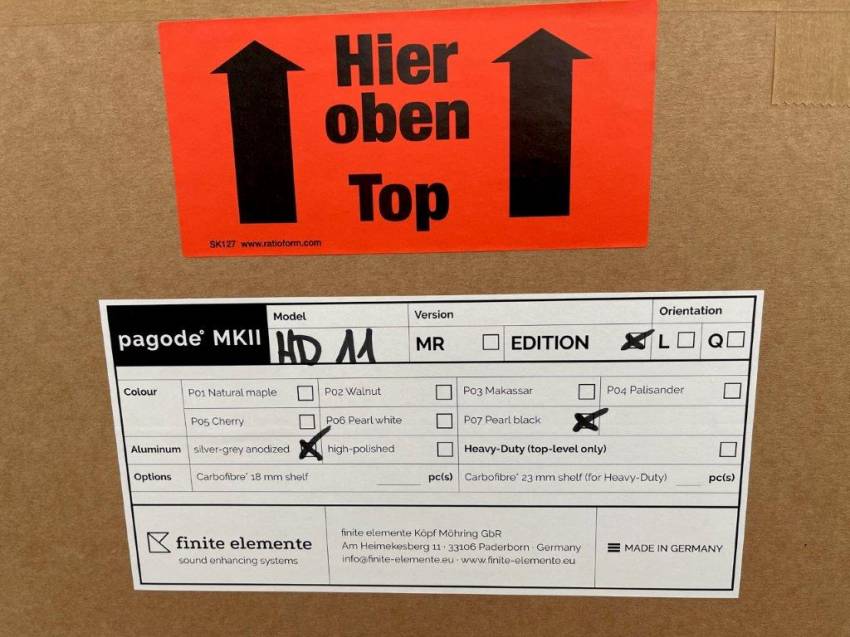 Hier
oben
Top
SK127 www.ratioform.com
pagode° MKII
Model
HD 11
Version
MR EDITION
Orientation
L Q
Colour P01 Natural maple P02 Walnut P03 Makassar P04 Palisander
P05 Cherry P06 Pearl white P07 Pearl black
Aluminum silver-grey anodized high-polished Heavy-Duty (top-level only)
Options Carbofibre° 18 mm shelf pc(s) Carbofibre° 23 mm shelf (for Heavy-Duty) pc(s)
finite elemente
sound enhancing systems
finite elemente Köpf Möhring GbR
Am Heimekesberg 11 · 33106 Paderborn · Germany
info@finite-elemente.eu · www.finite-elemente.eu
MADE IN GERMANY